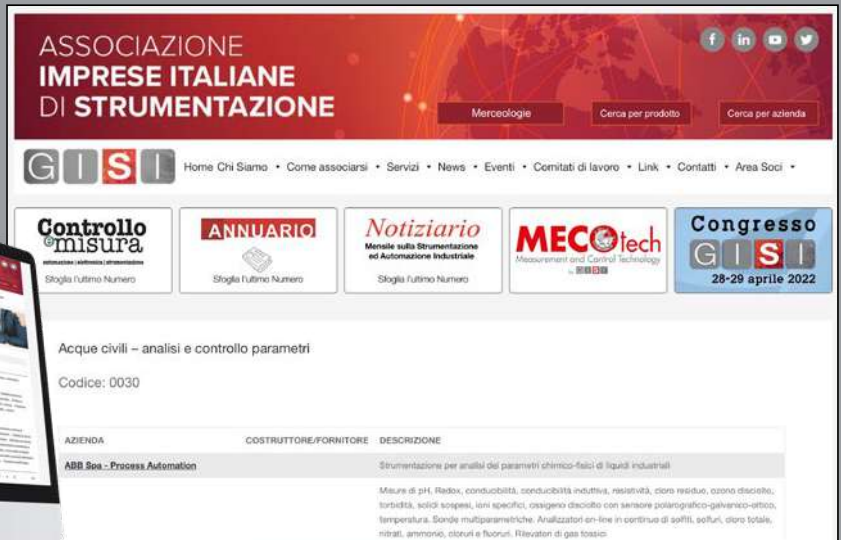 ASSOCIAZIONE
IMPRESE ITALIANE
DI STRUMENTAZIONE
Merceologie Cerca per prodotto Cerca per azienda
GISI Home Chi Siamo • Come associarsi • Servizi • News • Eventi • Comitati di lavoro • Link • Contatti • Area Soci •
Controllo
e misura
automazione | elettronica | strumentazione
Sfoglia l'ultimo Numero
ANNUARIO
Sfoglia l'ultimo Numero
Notiziario
Mensile sulla Strumentazione
ed Automazione Industriale
Sfoglia l'ultimo Numero
MECOtech
Measurement and Control Technology
by GISI
Congresso
GISI
28-29 aprile 2022
Acque civili – analisi e controllo parametri
Codice: 0030
AZIENDA COSTRUTTORE/FORNITORE DESCRIZIONE
ABB Spa - Process Automation Strumentazione per analisi dei parametri chimico-fisici di liquidi industriali
Misure di pH, Redox, conducibilità, conducibilità induttiva, resistività, cloro residuo, ozono disciolto,
torbidità, solidi sospesi, ioni specifici, ossigeno disciolto con sensore polarografico-galvanico-ottico,
temperatura. Sonde multiparametriche. Analizzatori on-line in continuo di solfiti, solfuri, cloro totale,
nitrati, ammonio, cloruri e fluoruri. Rilevatori di gas tossici